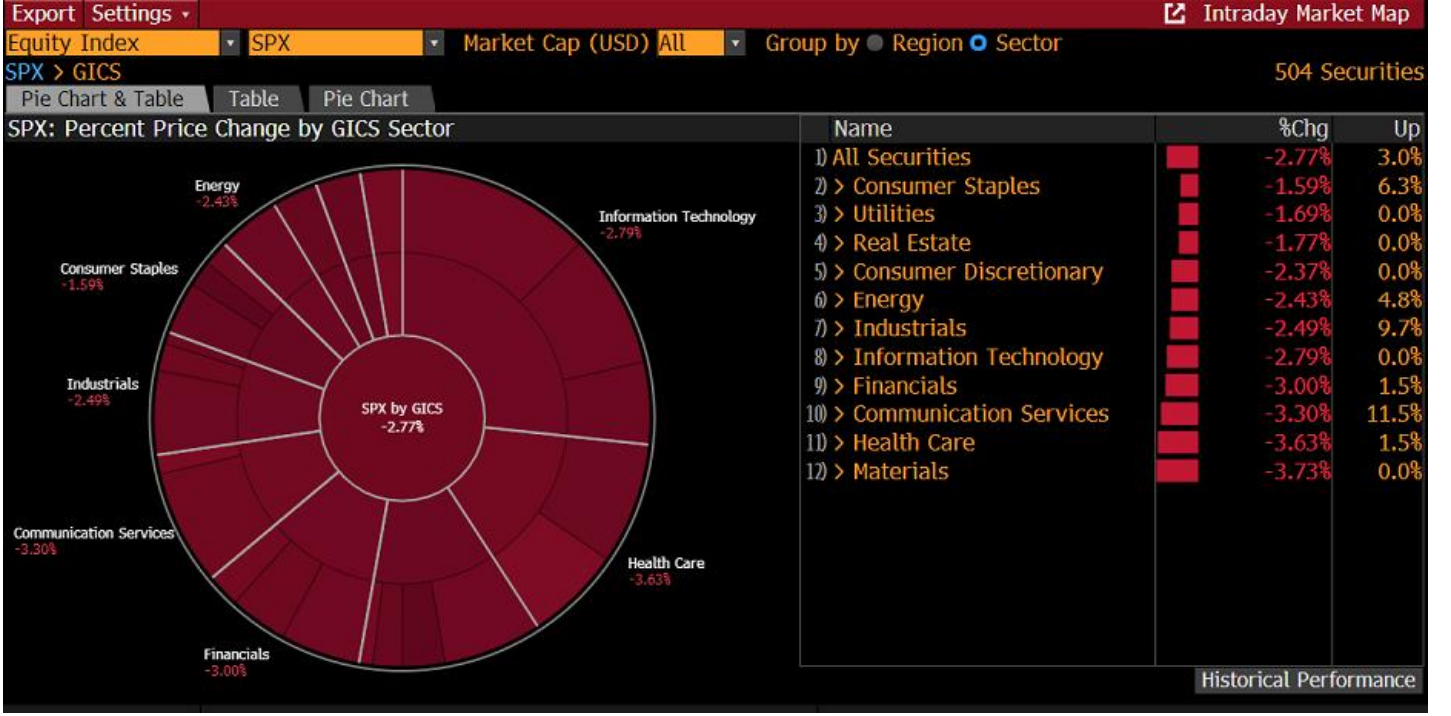 Export Settings Intraday Market Map
Equity Index SPX Market Cap (USD) All Group by Region Sector
SPX > GICS 504 Securities
Pie Chart & Table Table Pie Chart
SPX: Percent Price Change by GICS Sector
Energy
-2.43%
Information Technology
-2.79%
Consumer Staples
-1.59%
Industrials
-2.49%
SPX by GICS
-2.77%
Communication Services
-3.30%
Health Care
-3.63%
Financials
-3.00%
Name %Chg Up
1) All Securities -2.77% 3.0%
2) > Consumer Staples -1.59% 6.3%
3) > Utilities -1.69% 0.0%
4) > Real Estate -1.77% 0.0%
5) > Consumer Discretionary -2.37% 0.0%
6) > Energy -2.43% 4.8%
7) > Industrials -2.49% 9.7%
8) > Information Technology -2.79% 0.0%
9) > Financials -3.00% 1.5%
10) > Communication Services -3.30% 11.5%
11) > Health Care -3.63% 1.5%
12) > Materials -3.73% 0.0%
Historical Performance